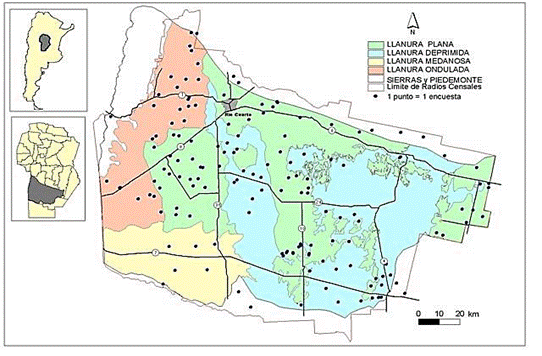 N
LLANURA PLANA
LLANURA DEPRIMIDA
LLANURA MEDANOSA
LLANURA ONDULADA
SIERRAS y PIEDEMONTE
Limite de Radios Censales
1 punto = 1 encuesta
Rio Cuarto
0 10 20 km